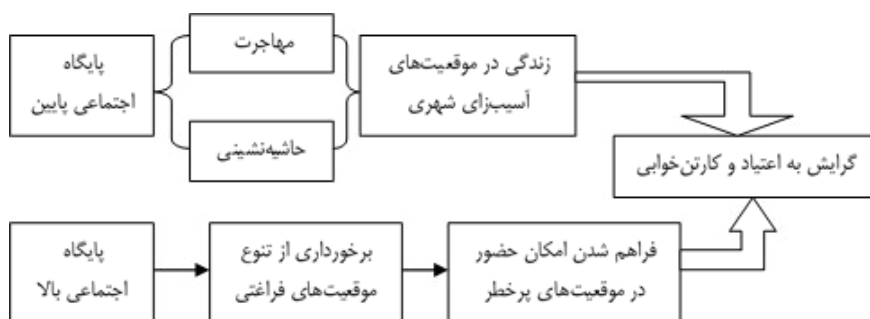 پایگاه
اجتماعی پایین
مهاجرت
حاشیه‌نشینی
زندگی در موقعیت‌های
آسیب‌زای شهری
گرایش به اعتیاد و کارتن‌خوابی
پایگاه
اجتماعی بالا
برخورداری از تنوع
موقعیت‌های فراغتی
فراهم شدن امکان حضور
در موقعیت‌های پرخطر